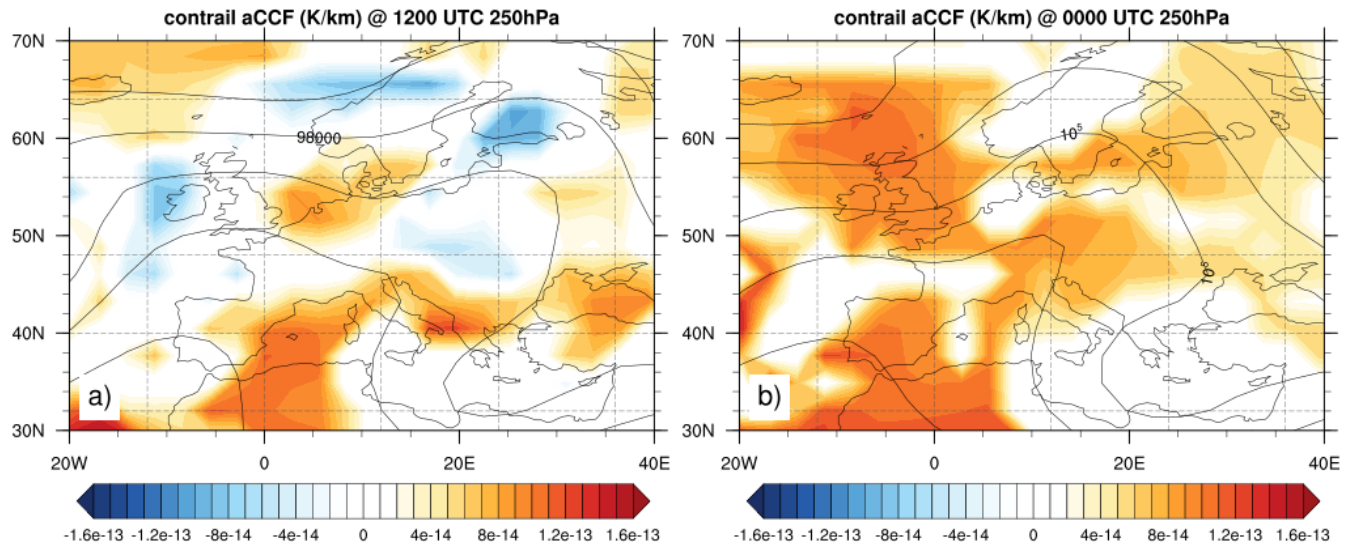 contrail aCCF (K/km) @ 1200 UTC 250hPa
70N
60N
50N
40N
30N
98000
a)
20W 0 20E 40E
-1.6e-13 -1.2e-13 -8e-14 -4e-14 0 4e-14 8e-14 1.2e-13 1.6e-13
contrail aCCF (K/km) @ 0000 UTC 250hPa
70N
60N
50N
40N
30N
10⁵
10⁵
b)
20W 0 20E 40E
-1.6e-13 -1.2e-13 -8e-14 -4e-14 0 4e-14 8e-14 1.2e-13 1.6e-13